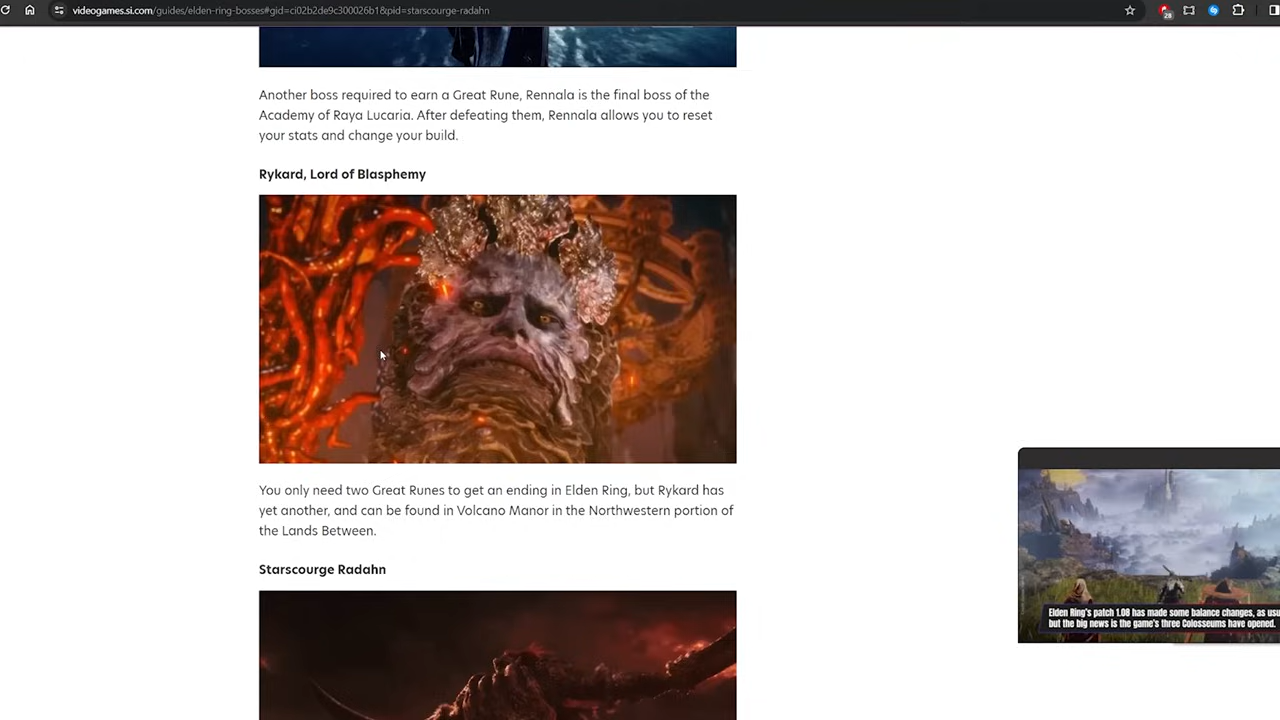 videogames.si.com/guides/elden-ring-bosses#gid=ci02b2de9c300026b1&pid=starscourge-radahn
28
Another boss required to earn a Great Rune, Rennala is the final boss of the
Academy of Raya Lucaria. After defeating them, Rennala allows you to reset
your stats and change your build.
Rykard, Lord of Blasphemy
You only need two Great Runes to get an ending in Elden Ring, but Rykard has
yet another, and can be found in Volcano Manor in the Northwestern portion of
the Lands Between.
Starscourge Radahn
Elden Ring's patch 1.08 has made some balance changes, as usu
but the big news is the game's three Colosseums have opened.